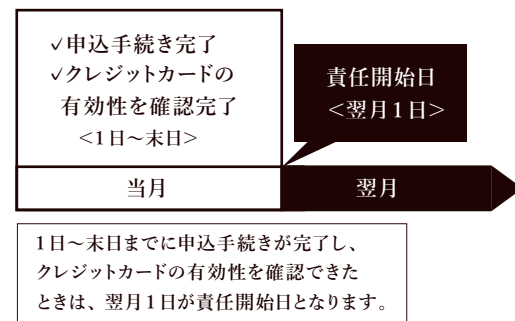 ✓申込手続き完了
✓クレジットカードの
有効性を確認完了
<1日～末日>
責任開始日
<翌月1日>
当月
翌月
1日～末日までに申込手続きが完了し、
クレジットカードの有効性を確認できた
ときは、翌月1日が責任開始日となります。